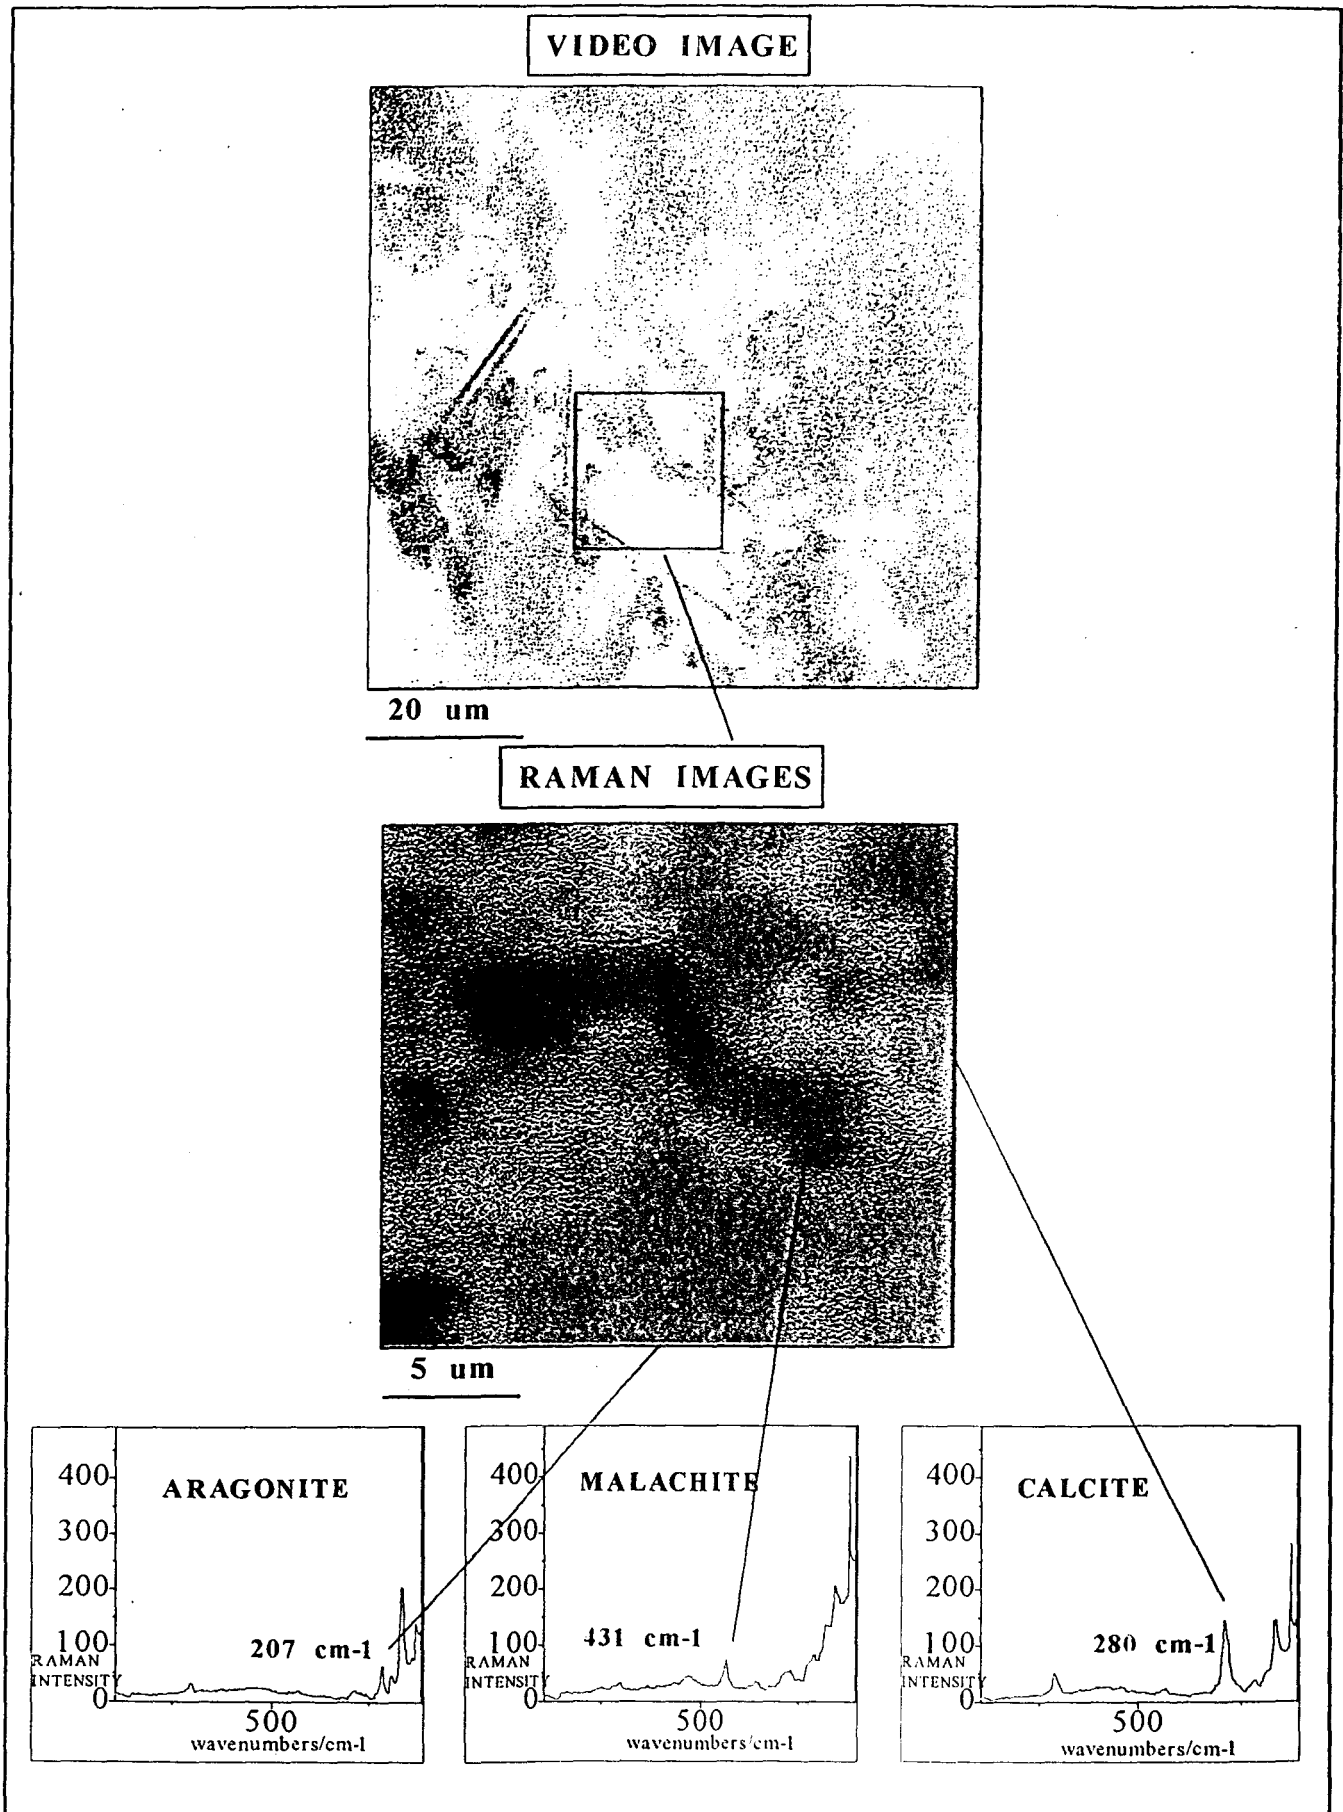 VIDEO IMAGE
20 um
RAMAN IMAGES
5 um
400
300
200
100
0
RAMAN
INTENSITY
ARAGONITE
207 cm-1
500
wavenumbers/cm-1
400
300
200
100
0
RAMAN
INTENSITY
MALACHITE
431 cm-1
500
wavenumbers/cm-1
400
300
200
100
0
RAMAN
INTENSITY
CALCITE
280 cm-1
500
wavenumbers/cm-1